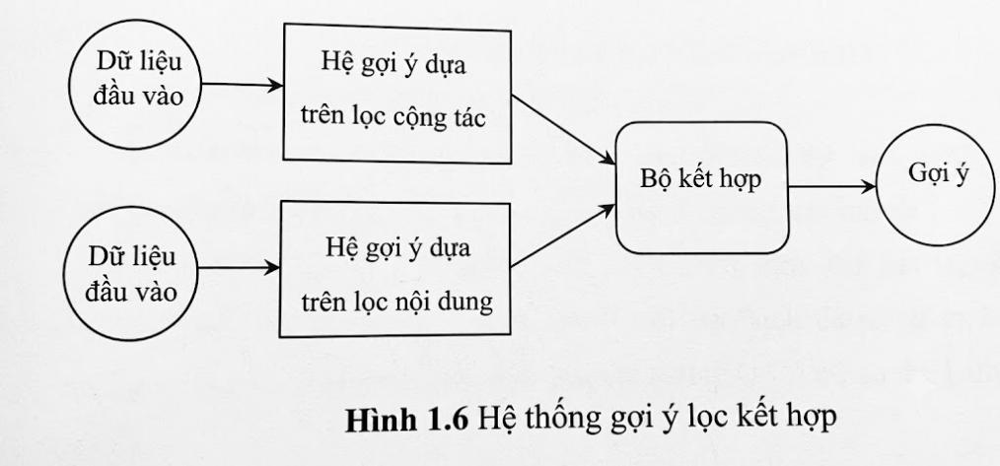 Dữ liệu
đầu vào
Hệ gợi ý dựa
trên lọc cộng tác
Bộ kết hợp
Gợi ý
Dữ liệu
đầu vào
Hệ gợi ý dựa
trên lọc nội dung
Hình 1.6 Hệ thống gợi ý lọc kết hợp